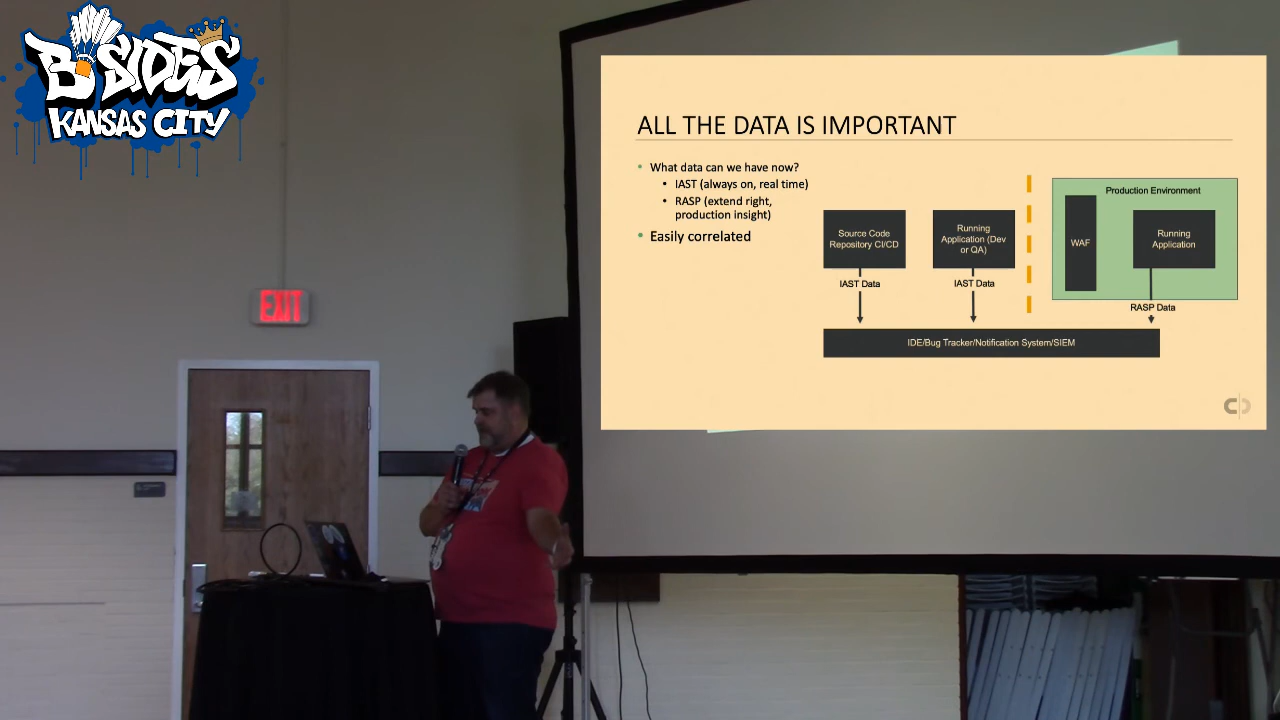 B·SIDES
KANSAS CITY
EXIT
ALL THE DATA IS IMPORTANT
• What data can we have now?
• IAST (always on, real time)
• RASP (extend right,
production insight)
• Easily correlated
Source Code
Repository CI/CD
Running
Application (Dev
or QA)
Production Environment
WAF
Running
Application
IAST Data
IAST Data
RASP Data
IDE/Bug Tracker/Notification System/SIEM